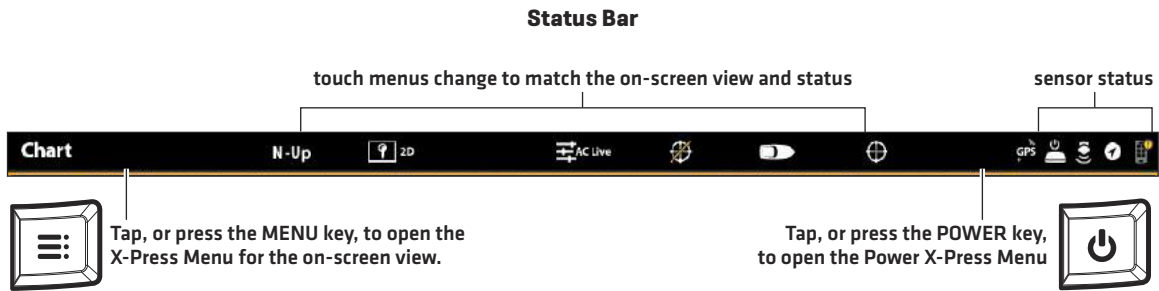 Status Bar
touch menus change to match the on-screen view and status
sensor status
Chart N-Up 2D AC Live GPS
Tap, or press the MENU key, to open the
X-Press Menu for the on-screen view.
Tap, or press the POWER key,
to open the Power X-Press Menu